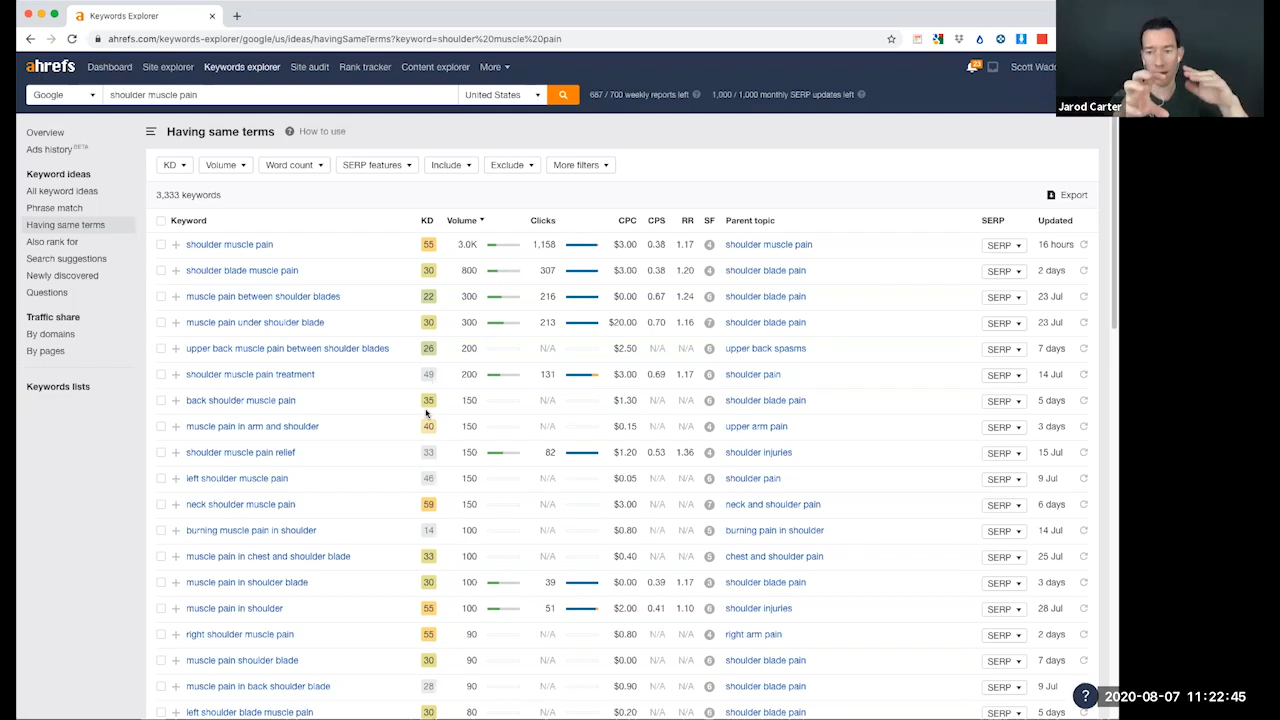 Keywords Explorer
ahrefs.com/keywords-explorer/google/us/ideas/havingSameTerms?keyword=shoulder%20muscle%20pain
ahrefs Dashboard Site explorer Keywords explorer Site audit Rank tracker Content explorer More 23
Google shoulder muscle pain United States 687 / 700 weekly reports left 1,000 / 1,000 monthly SERP updates left
Jarod Carter
Overview
Ads history BETA
Keyword ideas
All keyword ideas
Phrase match
Having same terms
Also rank for
Search suggestions
Newly discovered
Questions
Traffic share
By domains
By pages
Keywords lists
Having same terms How to use
KD Volume Word count SERP features Include Exclude More filters
3,333 keywords Export
Keyword KD Volume Clicks CPC CPS RR SF Parent topic SERP Updated
shoulder muscle pain 55 3.0K 1,158 $3.00 0.38 1.17 4 shoulder muscle pain SERP 16 hours
shoulder blade muscle pain 30 800 307 $3.00 0.38 1.20 4 shoulder blade pain SERP 2 days
muscle pain between shoulder blades 22 300 216 $0.00 0.67 1.24 6 shoulder blade pain SERP 23 Jul
muscle pain under shoulder blade 30 300 213 $20.00 0.70 1.16 7 shoulder blade pain SERP 23 Jul
upper back muscle pain between shoulder blades 26 200 N/A $2.50 N/A N/A 6 upper back spasms SERP 7 days
shoulder muscle pain treatment 49 200 131 $3.00 0.69 1.17 6 shoulder pain SERP 14 Jul
back shoulder muscle pain 35 150 N/A $1.30 N/A N/A 6 shoulder blade pain SERP 5 days
muscle pain in arm and shoulder 40 150 N/A $0.15 N/A N/A 4 upper arm pain SERP 3 days
shoulder muscle pain relief 33 150 82 $1.20 0.53 1.36 4 shoulder injuries SERP 15 Jul
left shoulder muscle pain 46 150 N/A $0.05 N/A N/A 6 shoulder pain SERP 9 Jul
neck shoulder muscle pain 59 150 N/A $3.00 N/A N/A 7 neck and shoulder pain SERP 6 days
burning muscle pain in shoulder 14 100 N/A $0.80 N/A N/A 5 burning pain in shoulder SERP 14 Jul
muscle pain in chest and shoulder blade 33 100 N/A $0.40 N/A N/A 5 chest and shoulder pain SERP 25 Jul
muscle pain in shoulder blade 30 100 39 $0.00 0.39 1.17 3 shoulder blade pain SERP 3 days
muscle pain in shoulder 55 100 51 $2.00 0.41 1.10 6 shoulder injuries SERP 28 Jul
right shoulder muscle pain 55 90 N/A $0.80 N/A N/A 4 right arm pain SERP 2 days
muscle pain shoulder blade 30 90 N/A $0.00 N/A N/A 6 shoulder blade pain SERP 7 days
muscle pain in back shoulder blade 28 90 N/A $0.90 N/A N/A 6 shoulder blade pain SERP 9 Jul
left shoulder blade muscle pain 30 80 N/A $0.20 N/A N/A 6 shoulder blade pain SERP 5 days
2020-08-07 11:22:45